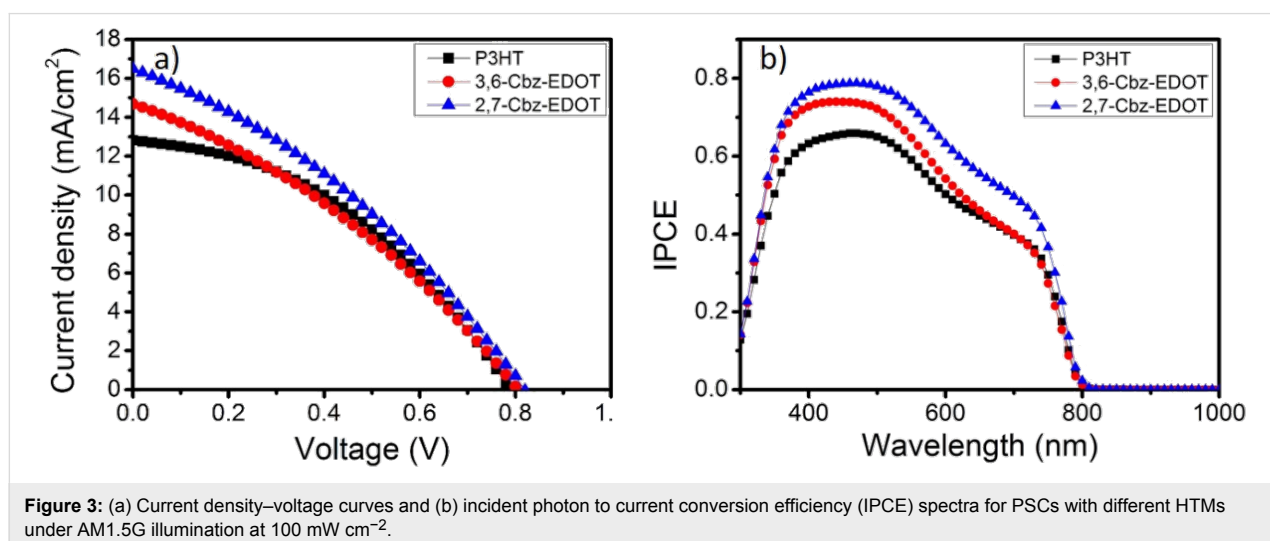 a)
P3HT
3,6-Cbz-EDOT
2,7-Cbz-EDOT
18
16
14
12
10
8
6
4
2
0
0.0
0.2
0.4
0.6
0.8
1.
Current density (mA/cm²)
Voltage (V)
b)
P3HT
3,6-Cbz-EDOT
2,7-Cbz-EDOT
0.8
0.6
0.4
0.2
0.0
400
600
800
1000
IPCE
Wavelength (nm)
Figure 3: (a) Current density–voltage curves and (b) incident photon to current conversion efficiency (IPCE) spectra for PSCs with different HTMs
under AM1.5G illumination at 100 mW cm⁻².